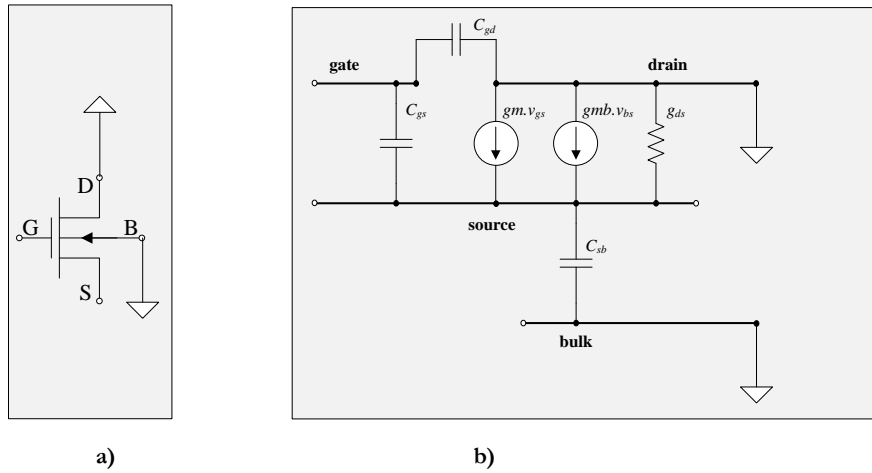 D
G
B
S
a)
C_gd
gate
drain
C_gs
gm.v_gs
gmb.v_bs
g_ds
source
C_sb
bulk
b)